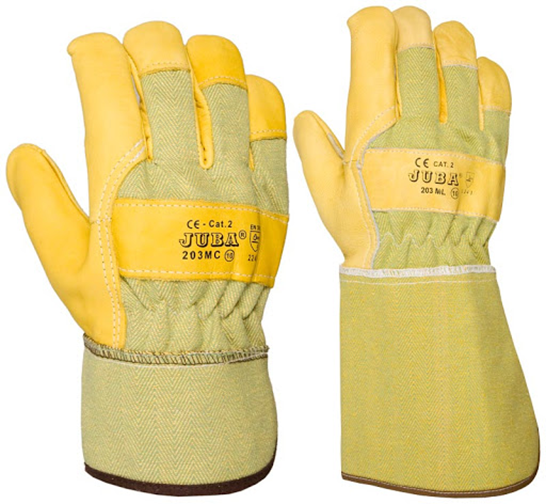 CE - Cat. 2
JUBA®
203MC 10
CE CAT. 2
JUBA
203 ML 10